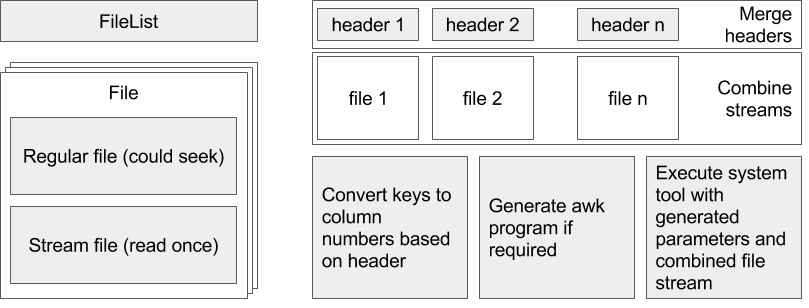 FileList
File
Regular file (could seek)
Stream file (read once)
header 1
header 2
header n
Merge
headers
file 1
file 2
file n
Combine
streams
Convert keys to
column
numbers based
on header
Generate awk
program if
required
Execute system
tool with
generated
parameters and
combined file
stream